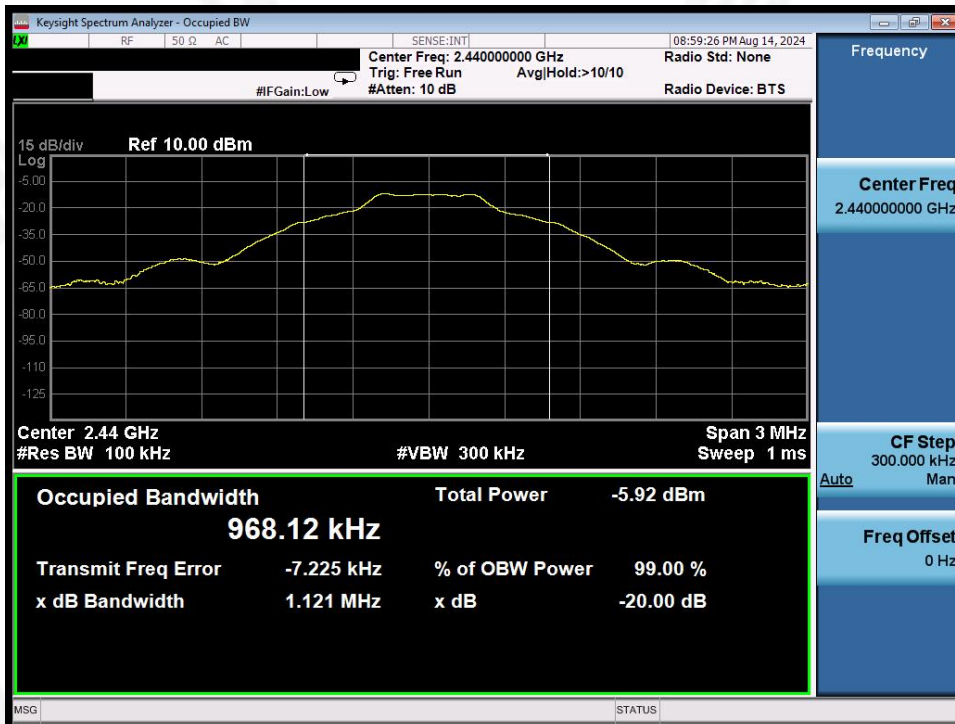 Keysight Spectrum Analyzer - Occupied BW
LXI RF 50 Ω AC SENSE:INT 08:59:26 PM Aug 14, 2024
Center Freq: 2.440000000 GHz Radio Std: None
Trig: Free Run Avg|Hold:>10/10
#IFGain:Low #Atten: 10 dB Radio Device: BTS
15 dB/div Ref 10.00 dBm
Log
-5.00
-20.0
-35.0
-50.0
-65.0
-80.0
-95.0
-110
-125
Center 2.44 GHz Span 3 MHz
#Res BW 100 kHz #VBW 300 kHz Sweep 1 ms
Occupied Bandwidth Total Power -5.92 dBm
968.12 kHz
Transmit Freq Error -7.225 kHz % of OBW Power 99.00 %
x dB Bandwidth 1.121 MHz x dB -20.00 dB
Frequency
Center Freq
2.440000000 GHz
CF Step
300.000 kHz
Auto Man
Freq Offset
0 Hz
MSG STATUS